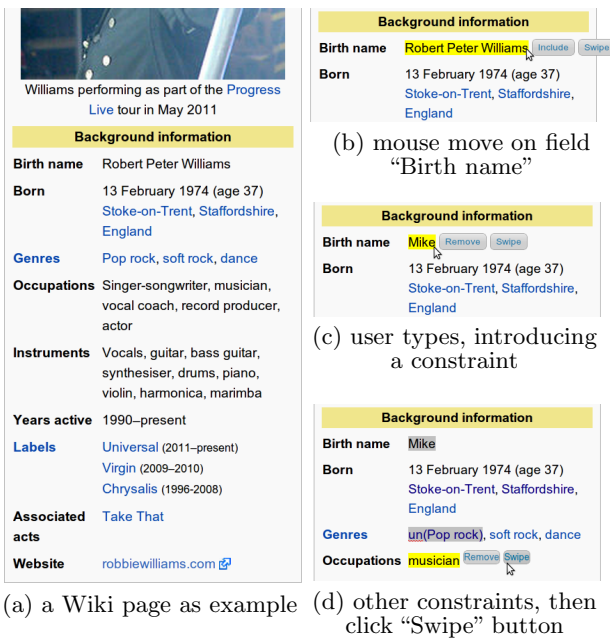 Williams performing as part of the Progress
Live tour in May 2011
Background information
Birth name Robert Peter Williams
Born 13 February 1974 (age 37)
Stoke-on-Trent, Staffordshire,
England
Genres Pop rock, soft rock, dance
Occupations Singer-songwriter, musician,
vocal coach, record producer,
actor
Instruments Vocals, guitar, bass guitar,
synthesiser, drums, piano,
violin, harmonica, marimba
Years active 1990–present
Labels Universal (2011–present)
Virgin (2009–2010)
Chrysalis (1996-2008)
Associated Take That
acts
Website robbiewilliams.com
(a) a Wiki page as example
Background information
Birth name Robert Peter Williams Include Swipe
Born 13 February 1974 (age 37)
Stoke-on-Trent, Staffordshire,
England
(b) mouse move on field
“Birth name”
Background information
Birth name Mike Remove Swipe
Born 13 February 1974 (age 37)
Stoke-on-Trent, Staffordshire,
England
(c) user types, introducing
a constraint
Background information
Birth name Mike
Born 13 February 1974 (age 37)
Stoke-on-Trent, Staffordshire,
England
Genres un(Pop rock), soft rock, dance
Occupations musician Remove Swipe
(d) other constraints, then
click “Swipe” button